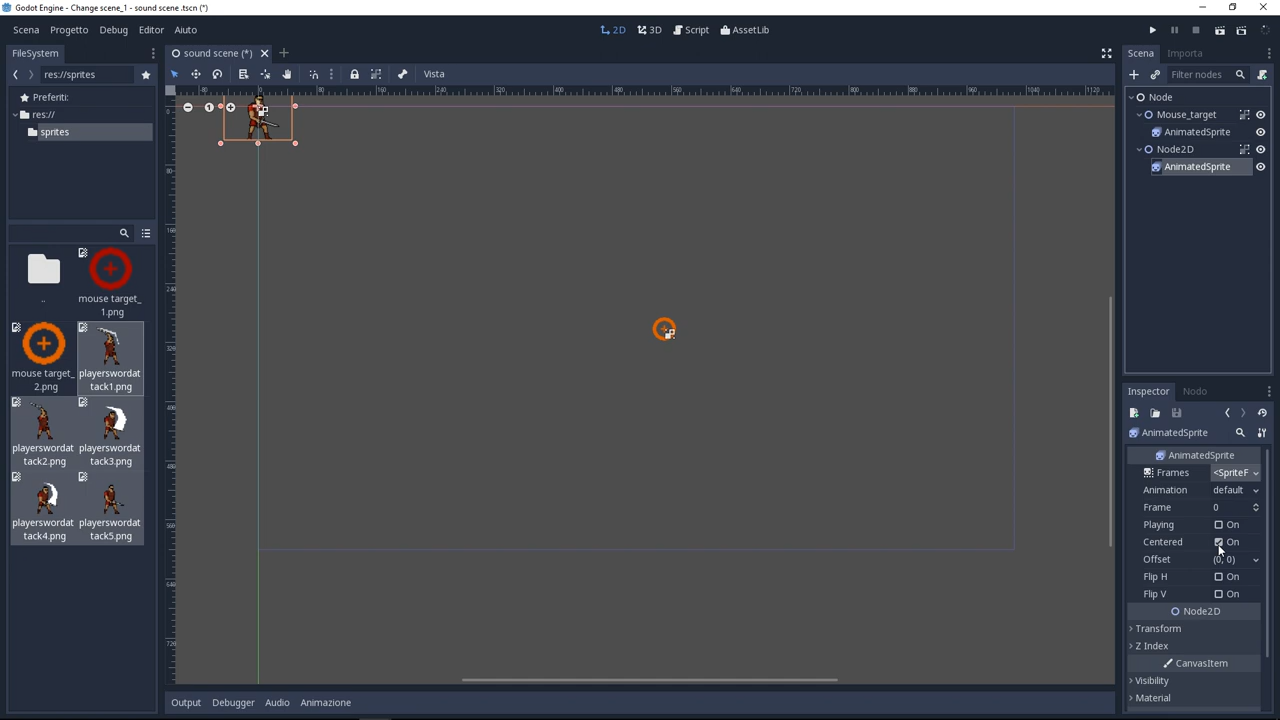 Godot Engine - Change scene_1 - sound scene .tscn (*)
Scena Progetto Debug Editor Aiuto
2D 3D Script AssetLib
FileSystem
res://sprites
Preferiti:
res://
sprites
..
mouse target_
1.png
mouse target_
2.png
playerswordat
tack1.png
playerswordat
tack2.png
playerswordat
tack3.png
playerswordat
tack4.png
playerswordat
tack5.png
sound scene (*)
Vista
Output Debugger Audio Animazione
Scena Importa
Filter nodes
Node
Mouse_target
AnimatedSprite
Node2D
AnimatedSprite
Inspector Nodo
AnimatedSprite
AnimatedSprite
Frames <SpriteF
Animation default
Frame 0
Playing On
Centered On
Offset (0, 0)
Flip H On
Flip V On
Node2D
Transform
Z Index
CanvasItem
Visibility
Material